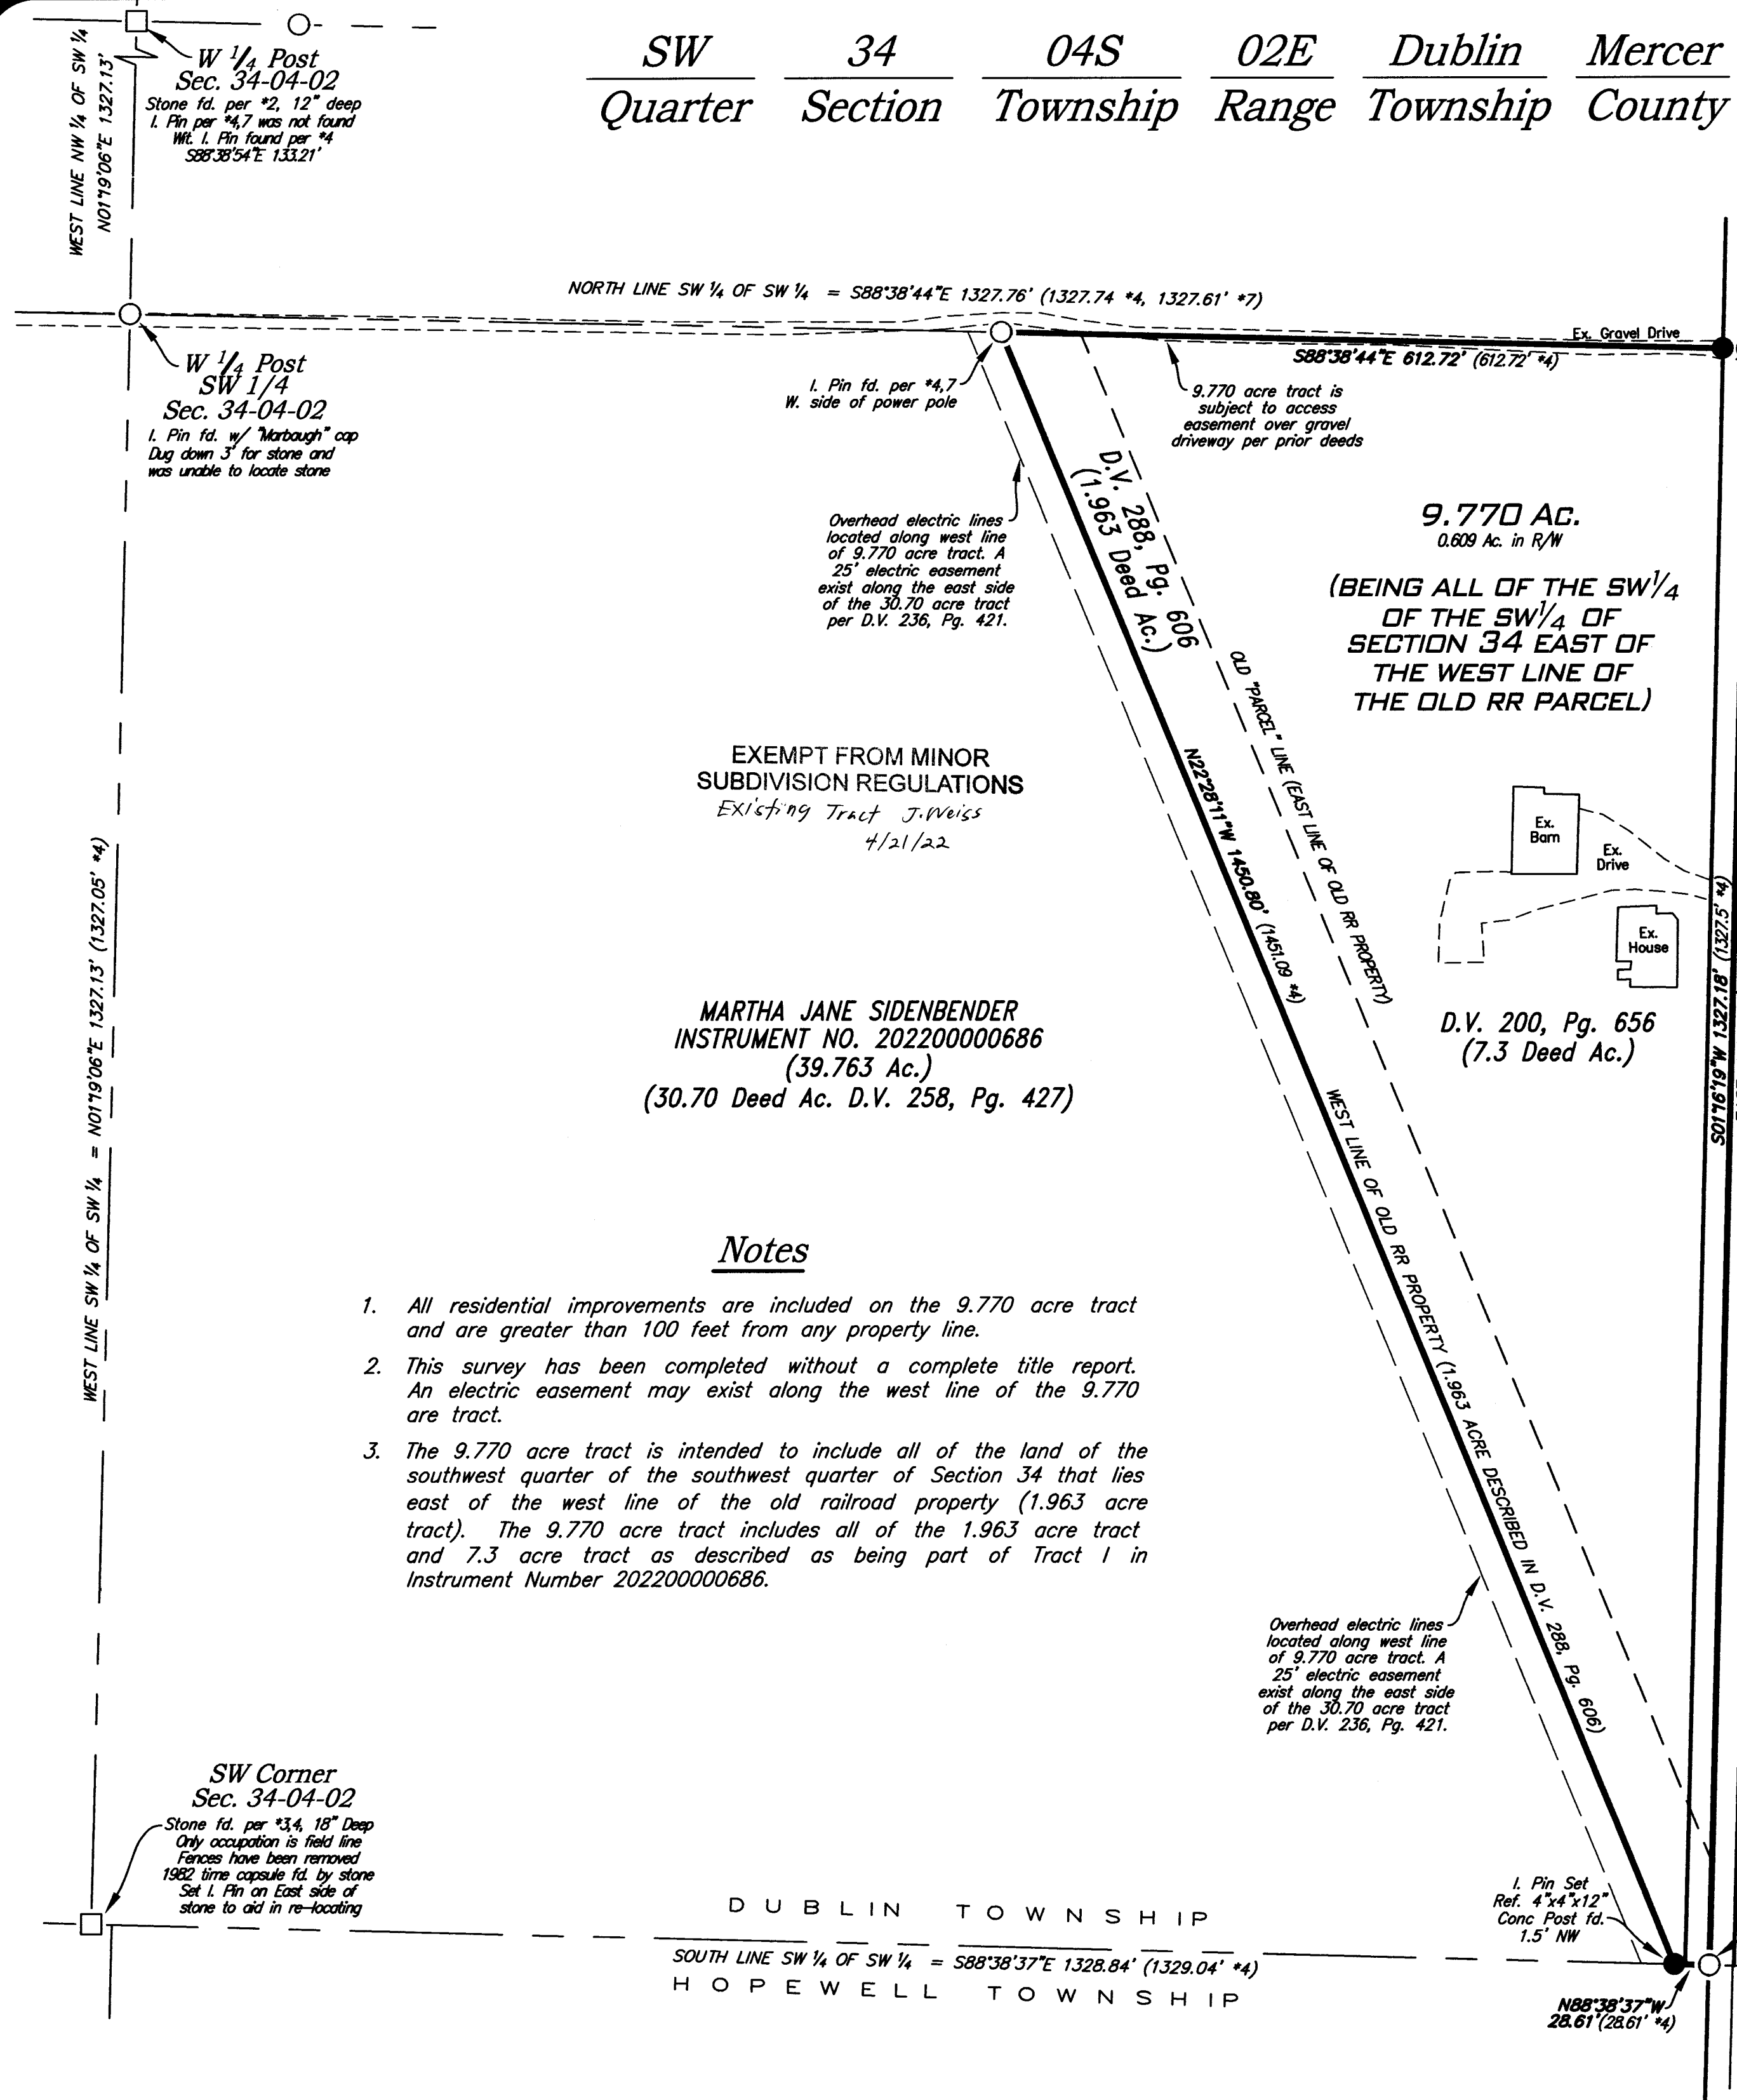 SW 34 04S 02E Dublin Mercer
Quarter Section Township Range Township County
WEST LINE NW ¼ OF SW ¼
N01°19'06"E 1327.13'
W 1/4 Post
Sec. 34-04-02
Stone fd. per *2, 12" deep
I. Pin per *4,7 was not found
Wit. I. Pin found per *4
S88°38'54"E 133.21'
NORTH LINE SW ¼ OF SW ¼ = S88°38'44"E 1327.76' (1327.74 *4, 1327.61' *7)
Ex. Gravel Drive
S88°38'44"E 612.72' (612.72' *4)
W 1/4 Post
SW 1/4
Sec. 34-04-02
I. Pin fd. w/ "Marbaugh" cap
Dug down 3' for stone and
was unable to locate stone
I. Pin fd. per *4,7
W. side of power pole
9.770 acre tract is
subject to access
easement over gravel
driveway per prior deeds
D.V. 288, Pg. 606
(1.963 Deed Ac.)
Overhead electric lines
located along west line
of 9.770 acre tract. A
25' electric easement
exist along the east side
of the 30.70 acre tract
per D.V. 236, Pg. 421.
9.770 Ac.
0.609 Ac. in R/W
(BEING ALL OF THE SW1/4
OF THE SW1/4 OF
SECTION 34 EAST OF
THE WEST LINE OF
THE OLD RR PARCEL)
OLD "PARCEL" LINE (EAST LINE OF OLD RR PROPERTY)
EXEMPT FROM MINOR
SUBDIVISION REGULATIONS
Existing Tract J. Weiss
4/21/22
N22°28'11"W 1450.80' (1451.09 *4)
Ex.
Barn
Ex.
Drive
Ex.
House
S01°16'19"W 1327.18' (1327.5' *4)
WEST LINE SW ¼ OF SW ¼ = N01°19'06"E 1327.13' (1327.05' *4)
MARTHA JANE SIDENBENDER
INSTRUMENT NO. 202200000686
(39.763 Ac.)
(30.70 Deed Ac. D.V. 258, Pg. 427)
D.V. 200, Pg. 656
(7.3 Deed Ac.)
WEST LINE OF OLD RR PROPERTY (1.963 ACRE DESCRIBED IN D.V. 288, Pg. 606)
Notes
1. All residential improvements are included on the 9.770 acre tract
and are greater than 100 feet from any property line.
2. This survey has been completed without a complete title report.
An electric easement may exist along the west line of the 9.770
are tract.
3. The 9.770 acre tract is intended to include all of the land of the
southwest quarter of the southwest quarter of Section 34 that lies
east of the west line of the old railroad property (1.963 acre
tract). The 9.770 acre tract includes all of the 1.963 acre tract
and 7.3 acre tract as described as being part of Tract I in
Instrument Number 202200000686.
Overhead electric lines
located along west line
of 9.770 acre tract. A
25' electric easement
exist along the east side
of the 30.70 acre tract
per D.V. 236, Pg. 421.
SW Corner
Sec. 34-04-02
Stone fd. per *3,4, 18" Deep
Only occupation is field line
Fences have been removed
1982 time capsule fd. by stone
Set I. Pin on East side of
stone to aid in re-locating
I. Pin Set
Ref. 4"x4"x12"
Conc Post fd.
1.5' NW
DUBLIN TOWNSHIP
SOUTH LINE SW ¼ OF SW ¼ = S88°38'37"E 1328.84' (1329.04' *4)
HOPEWELL TOWNSHIP
N88°38'37"W
28.61'(28.61' *4)